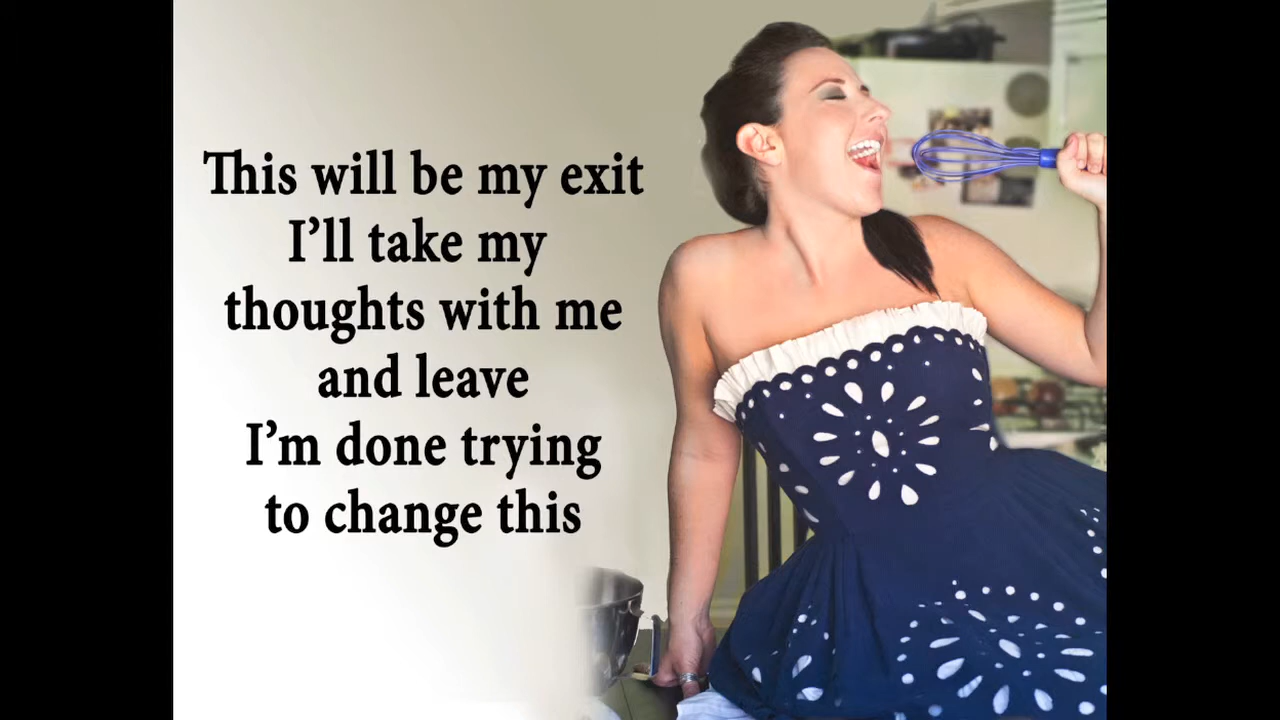 This will be my exit
I’ll take my
thoughts with me
and leave
I’m done trying
to change this